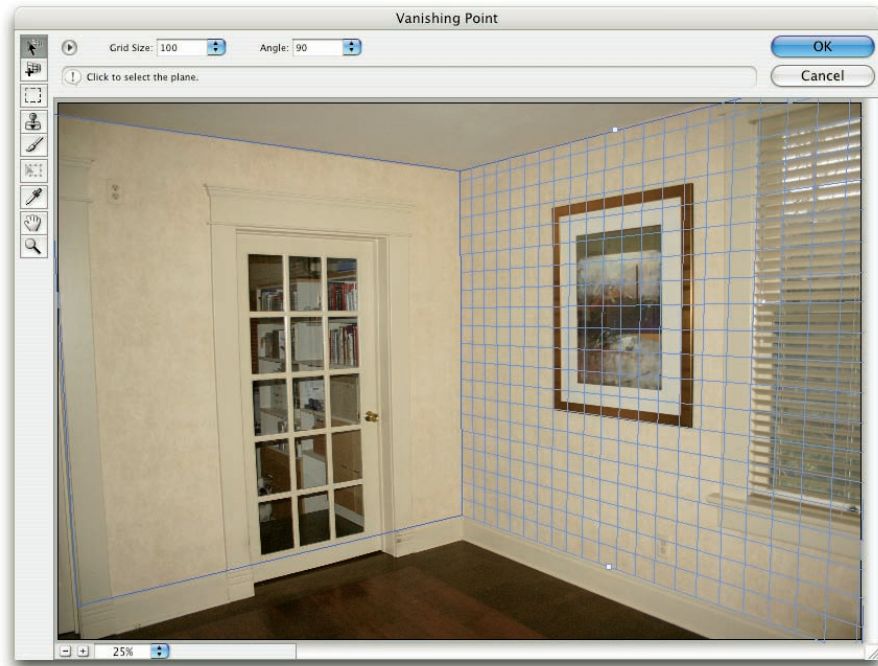 Vanishing Point
Grid Size: 100 Angle: 90 OK
Click to select the plane. Cancel
25%